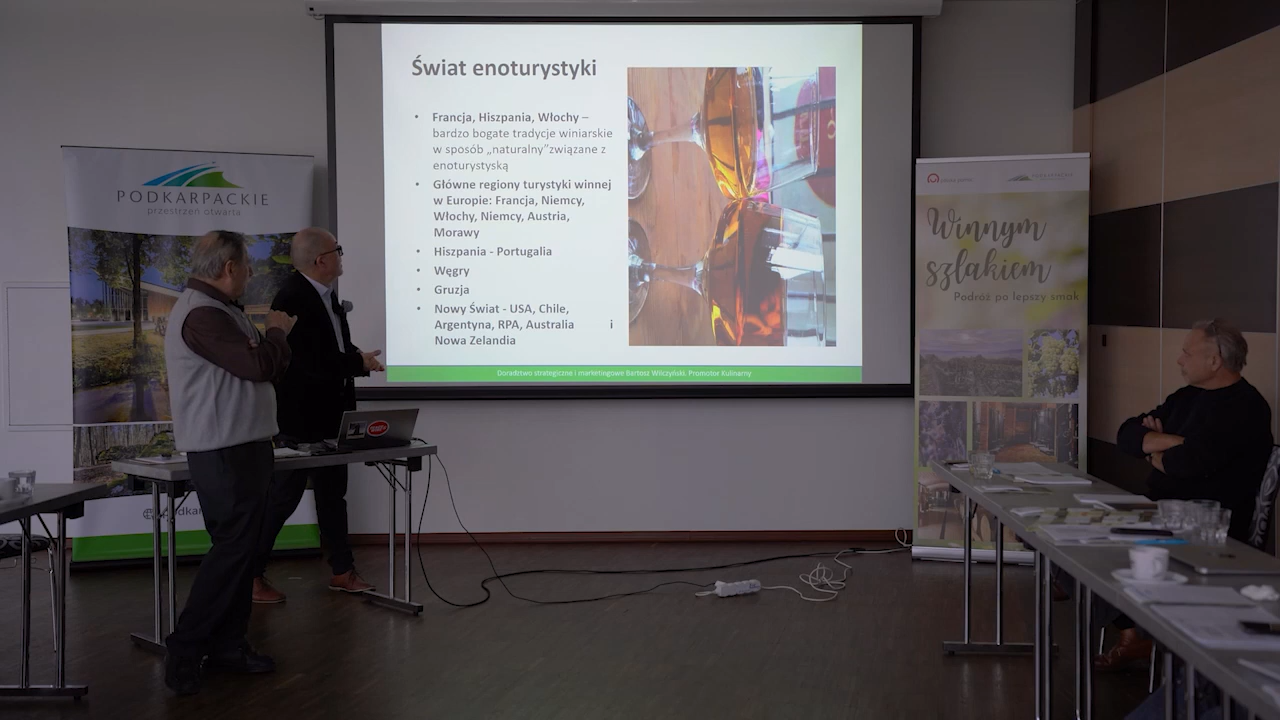 Świat enoturystyki
• Francja, Hiszpania, Włochy –
bardzo bogate tradycje winiarskie
w sposób „naturalny”związane z
enoturystyską
• Główne regiony turystyki winnej
w Europie: Francja, Niemcy,
Włochy, Niemcy, Austria,
Morawy
• Hiszpania - Portugalia
• Węgry
• Gruzja
• Nowy Świat - USA, Chile,
Argentyna, RPA, Australia i
Nowa Zelandia
Doradztwo strategiczne i marketingowe Bartosz Wilczyński. Promotor Kulinarny
PODKARPACKIE
przestrzeń otwarta
PODKARPACKIE
Winnym
szlakiem
Podróż po lepszy smak